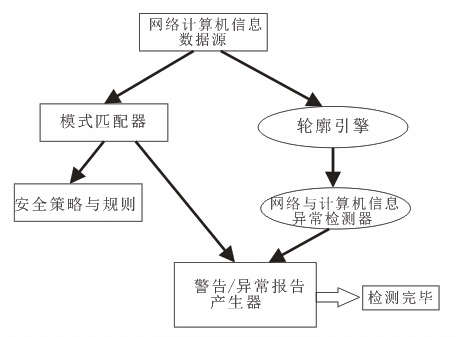 网络计算机信息
数据源
模式匹配器
轮廓引擎
安全策略与规则
网络与计算机信息
异常检测器
警告/异常报告
产生器
检测完毕